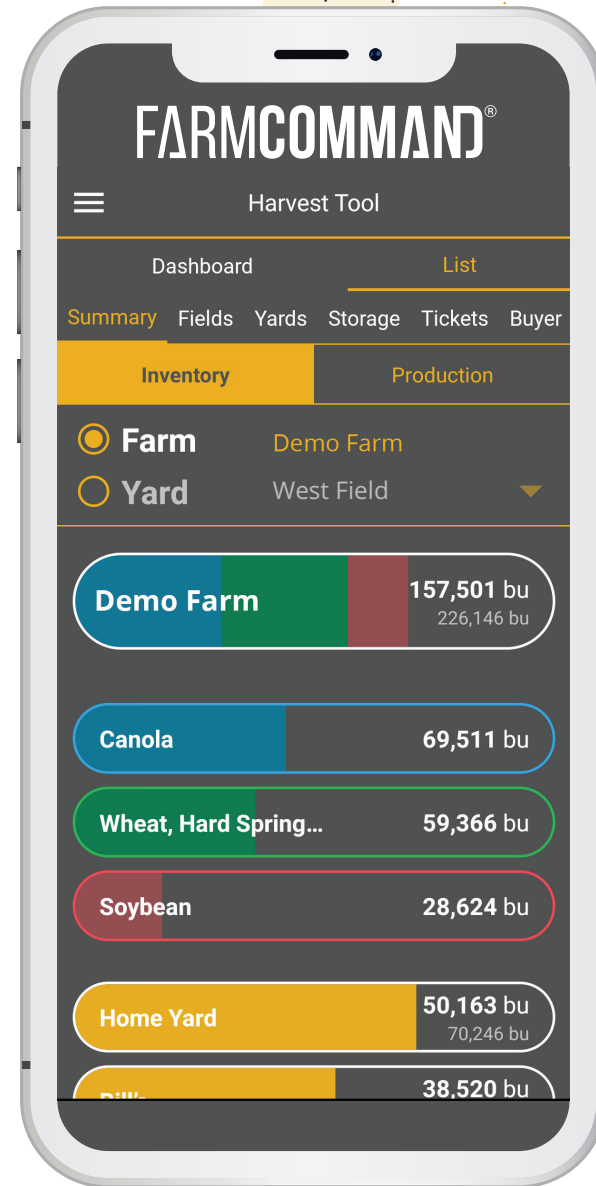 FARMCOMMAND®
Harvest Tool
Dashboard List
Summary Fields Yards Storage Tickets Buyer
Inventory Production
Farm Demo Farm
Yard West Field
Demo Farm 157,501 bu
226,146 bu
Canola 69,511 bu
Wheat, Hard Spring... 59,366 bu
Soybean 28,624 bu
Home Yard 50,163 bu
70,246 bu
Bill's 38,520 bu